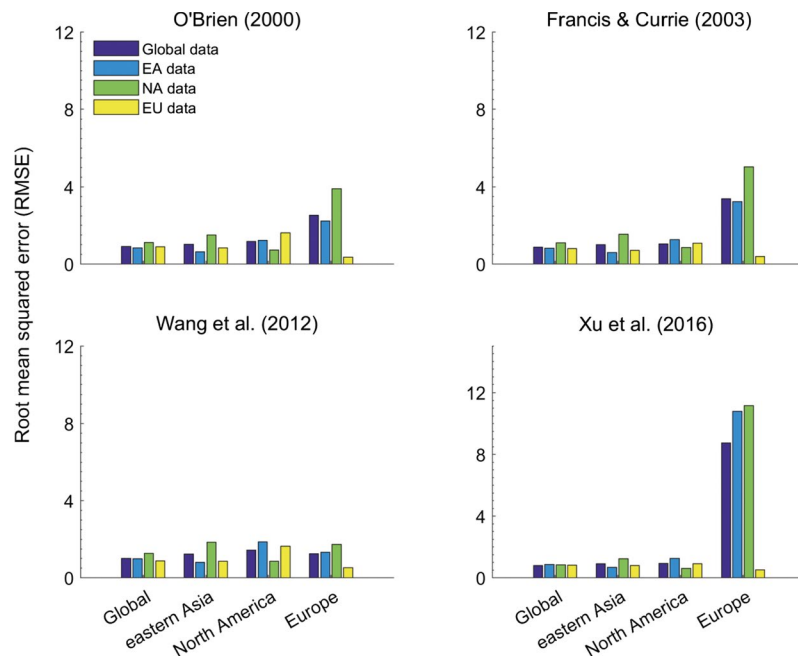 O'Brien (2000)
Francis & Currie (2003)
12
8
4
0
Global data
EA data
NA data
EU data
12
8
4
0
Root mean squared error (RMSE)
Wang et al. (2012)
Xu et al. (2016)
12
8
4
0
12
8
4
0
Global
eastern Asia
North America
Europe
Global
eastern Asia
North America
Europe